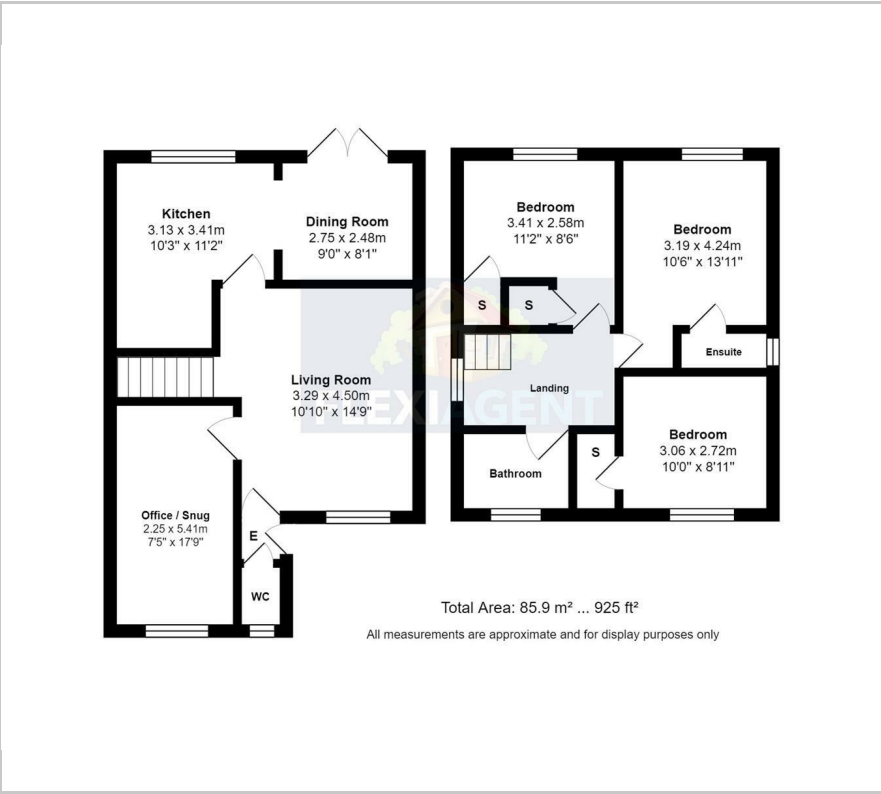 Kitchen
3.13 x 3.41m
10'3" x 11'2"
Dining Room
2.75 x 2.48m
9'0" x 8'1"
Living Room
3.29 x 4.50m
10'10" x 14'9"
Office / Snug
2.25 x 5.41m
7'5" x 17'9"
E
WC
Bedroom
3.41 x 2.58m
11'2" x 8'6"
Bedroom
3.19 x 4.24m
10'6" x 13'11"
S
S
Ensuite
Landing
Bedroom
3.06 x 2.72m
10'0" x 8'11"
S
Bathroom
FLEXIAGENT
Total Area: 85.9 m² ... 925 ft²
All measurements are approximate and for display purposes only